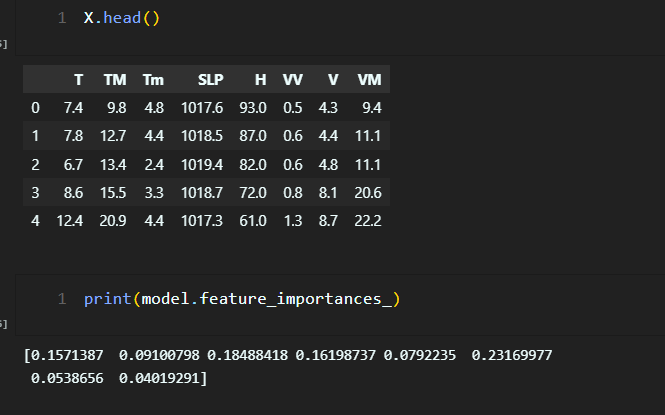 1 X.head()
]
T TM Tm SLP H VV V VM
0 7.4 9.8 4.8 1017.6 93.0 0.5 4.3 9.4
1 7.8 12.7 4.4 1018.5 87.0 0.6 4.4 11.1
2 6.7 13.4 2.4 1019.4 82.0 0.6 4.8 11.1
3 8.6 15.5 3.3 1018.7 72.0 0.8 8.1 20.6
4 12.4 20.9 4.4 1017.3 61.0 1.3 8.7 22.2
1 print(model.feature_importances_)
]
[0.1571387 0.09100798 0.18488418 0.16198737 0.0792235 0.23169977
0.0538656 0.04019291]